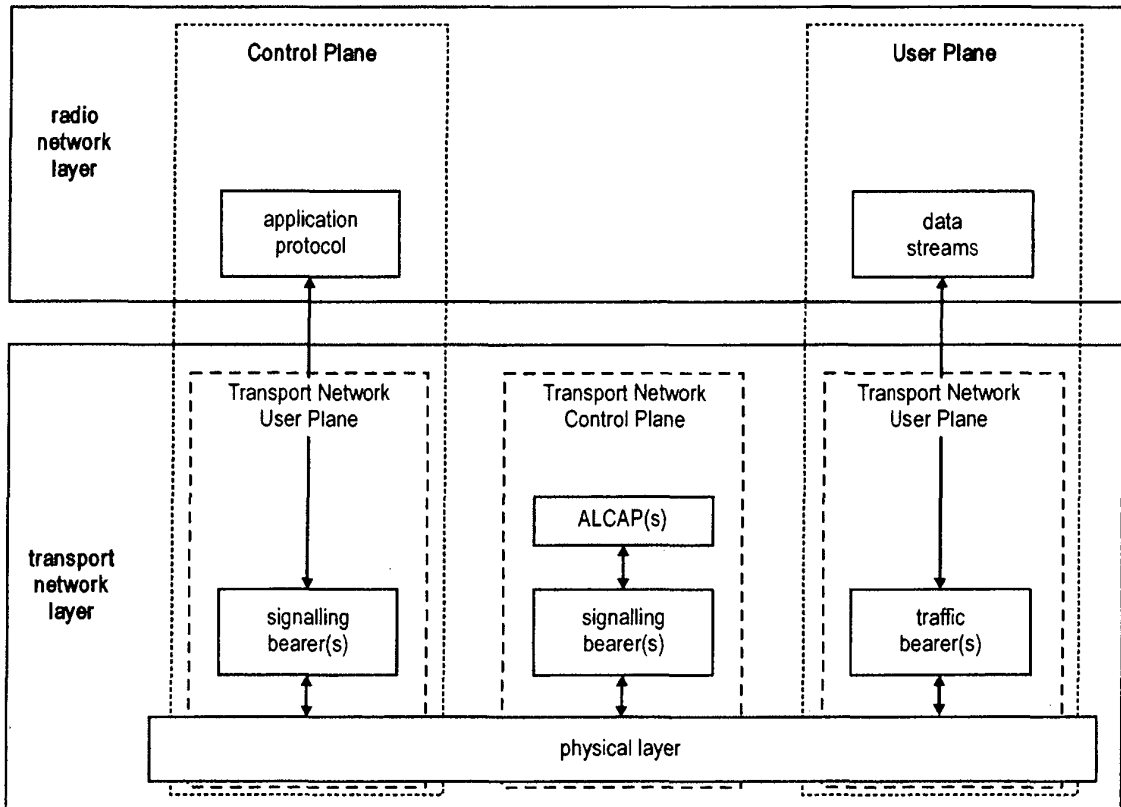 Control Plane
User Plane
radio
network
layer
application
protocol
data
streams
Transport Network
User Plane
Transport Network
Control Plane
Transport Network
User Plane
ALCAP(s)
transport
network
layer
signalling
bearer(s)
signalling
bearer(s)
traffic
bearer(s)
physical layer